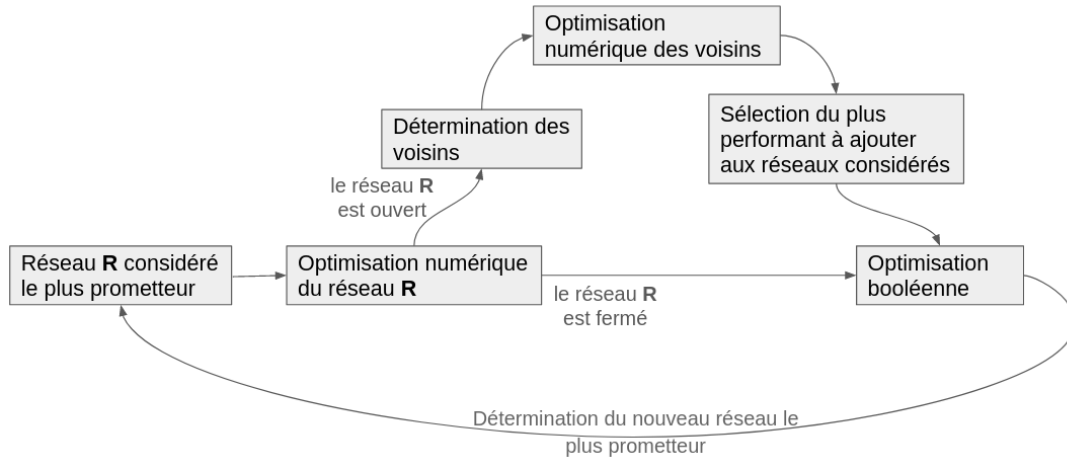 Optimisation
numérique des voisins
Détermination des
voisins
Sélection du plus
performant à ajouter
aux réseaux considérés
le réseau R
est ouvert
Réseau R considéré
le plus prometteur
Optimisation numérique
du réseau R
le réseau R
est fermé
Optimisation
booléenne
Détermination du nouveau réseau le
plus prometteur